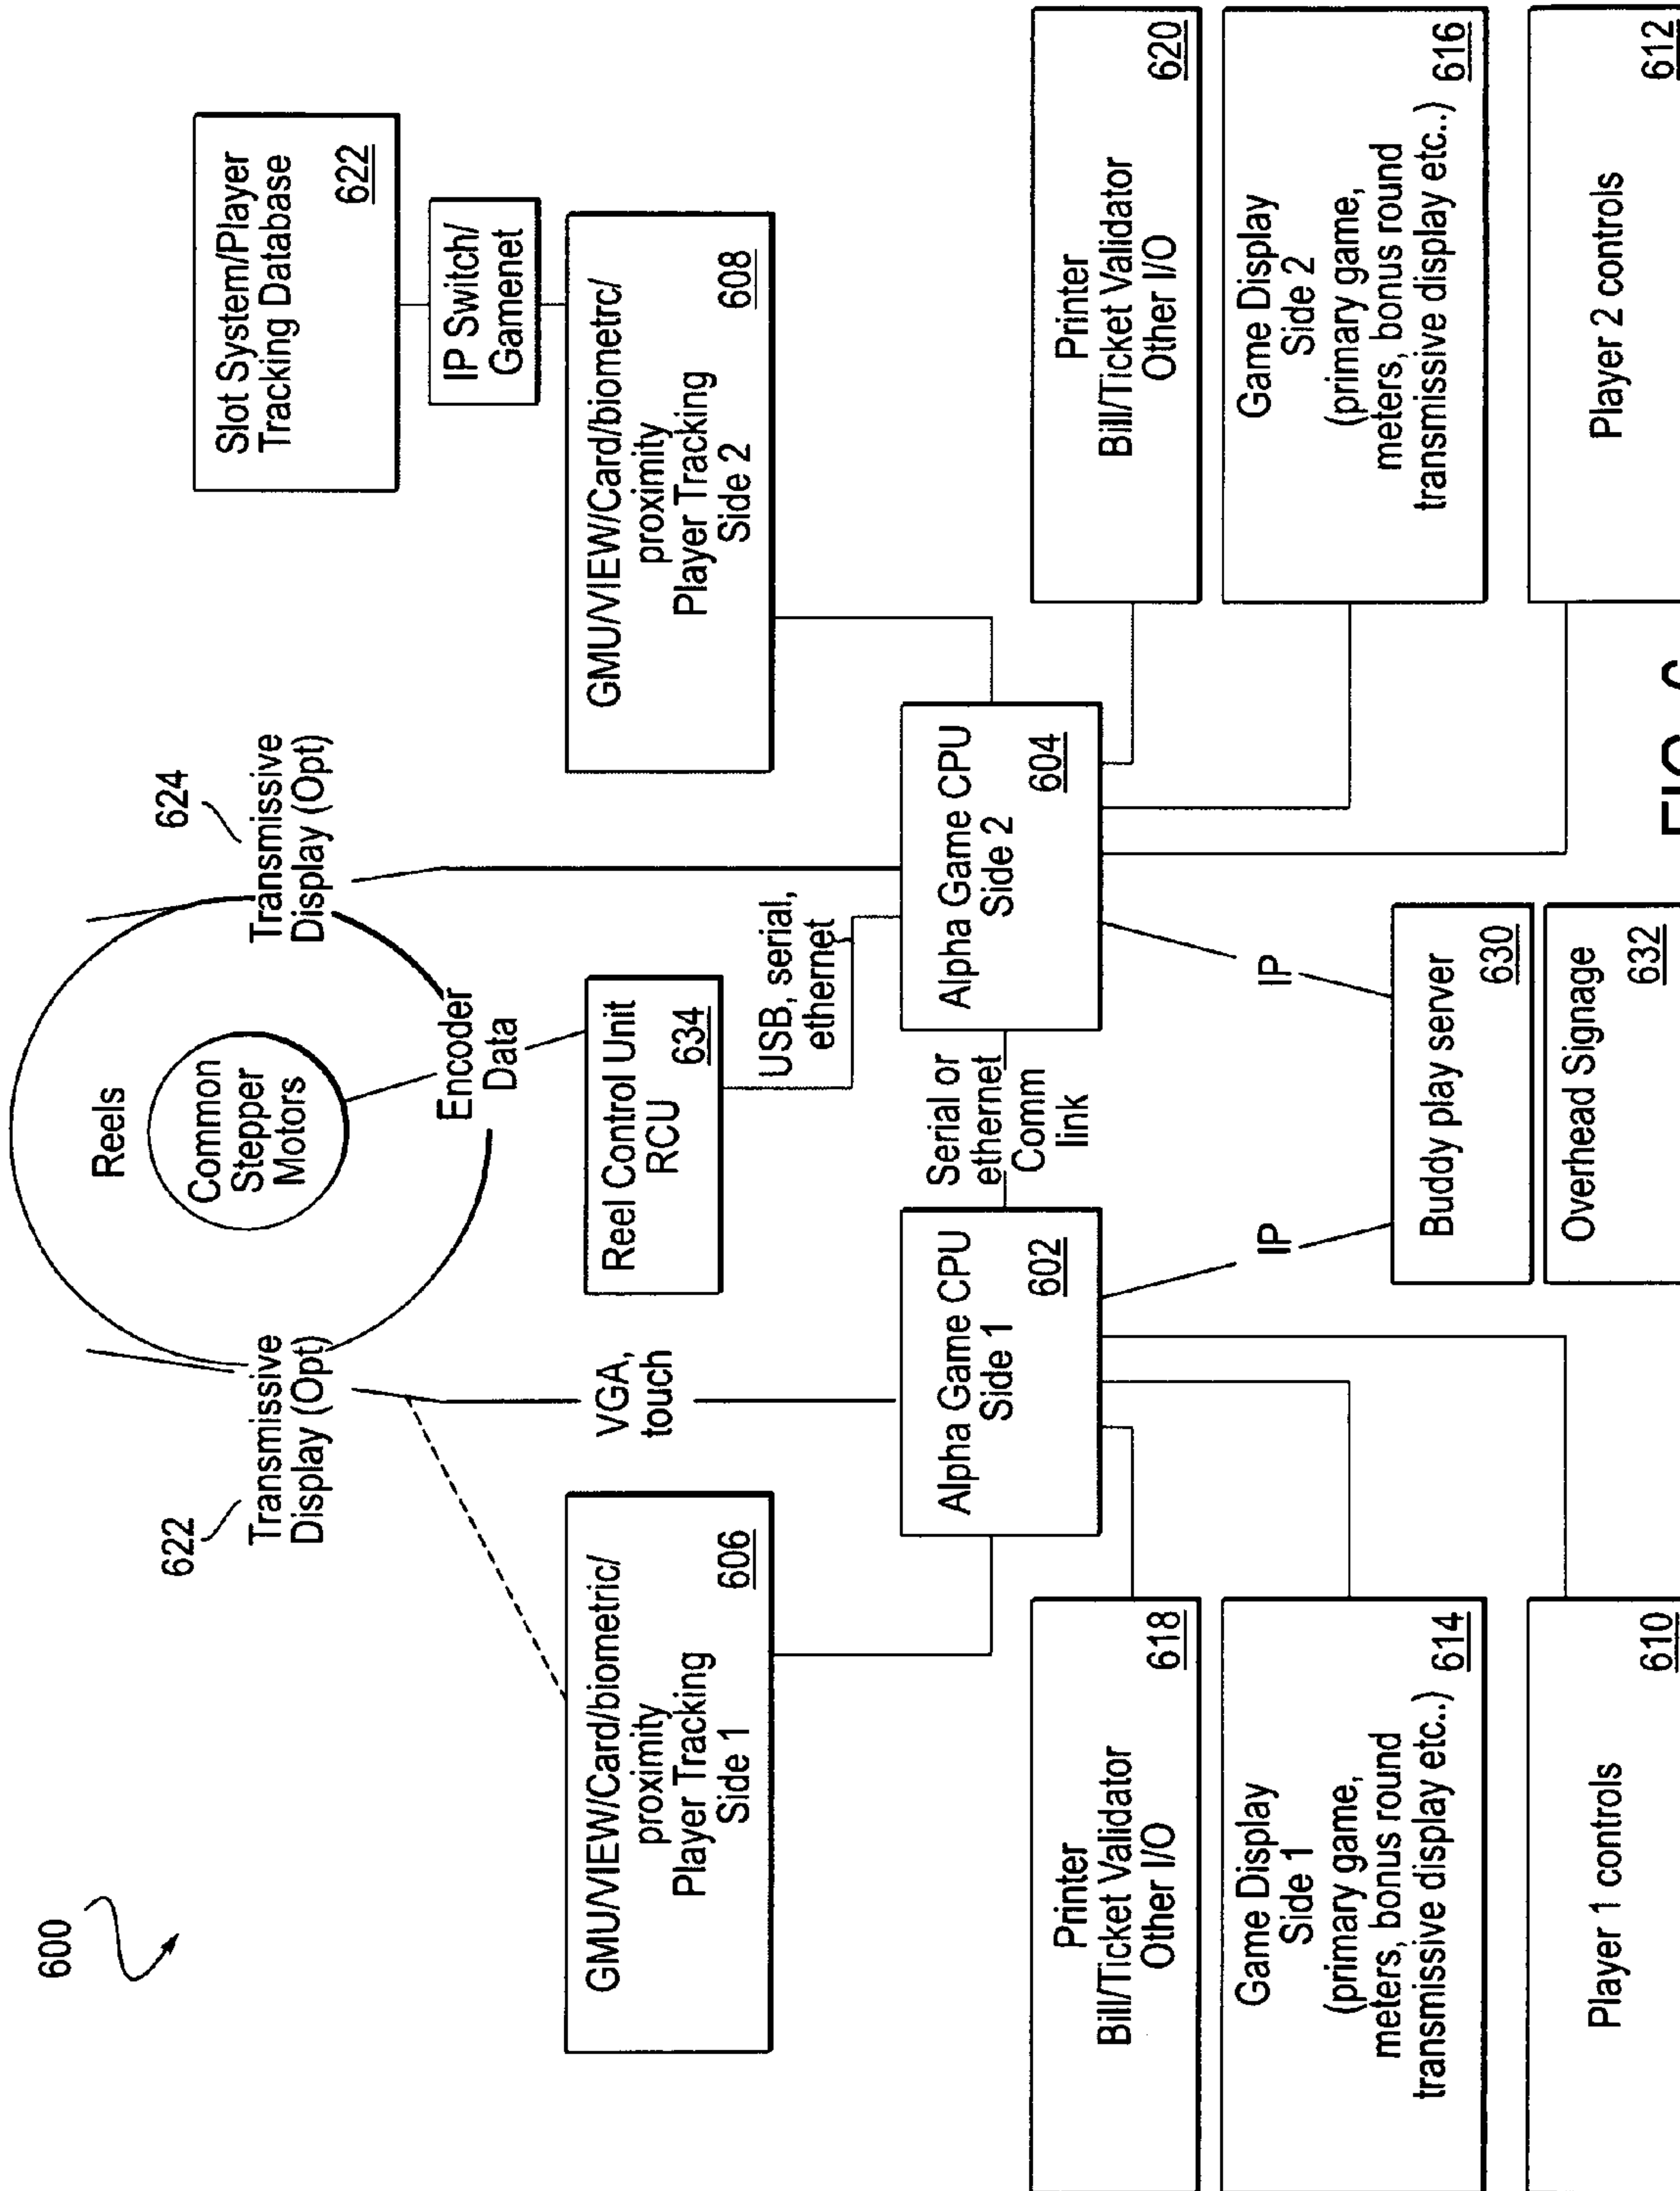 600
622
Transmissive
Display (Opt)
Reels
Common
Stepper
Motors
624
Transmissive
Display (Opt)
Encoder
Data
Slot System/Player
Tracking Database
622
IP Switch/
Gamenet
GMU/VIEW/Card/biometric/
proximity
Player Tracking
Side 1
606
VGA,
touch
Reel Control Unit
RCU
634
USB, serial,
ethernet
GMU/VIEW/Card/biometrc/
proximity
Player Tracking
Side 2
608
Alpha Game CPU
Side 1
602
Serial or
ethernet
Comm
link
Alpha Game CPU
Side 2
604
Printer
Bill/Ticket Validator
Other I/O
618
Game Display
Side 1
(primary game,
meters, bonus round
transmissive display etc..)
614
Player 1 controls
610
IP
IP
Buddy play server
630
Overhead Signage
632
Printer
Bill/Ticket Validator
Other I/O
620
Game Display
Side 2
(primary game,
meters, bonus round
transmissive display etc..)
616
Player 2 controls
612
FIG.